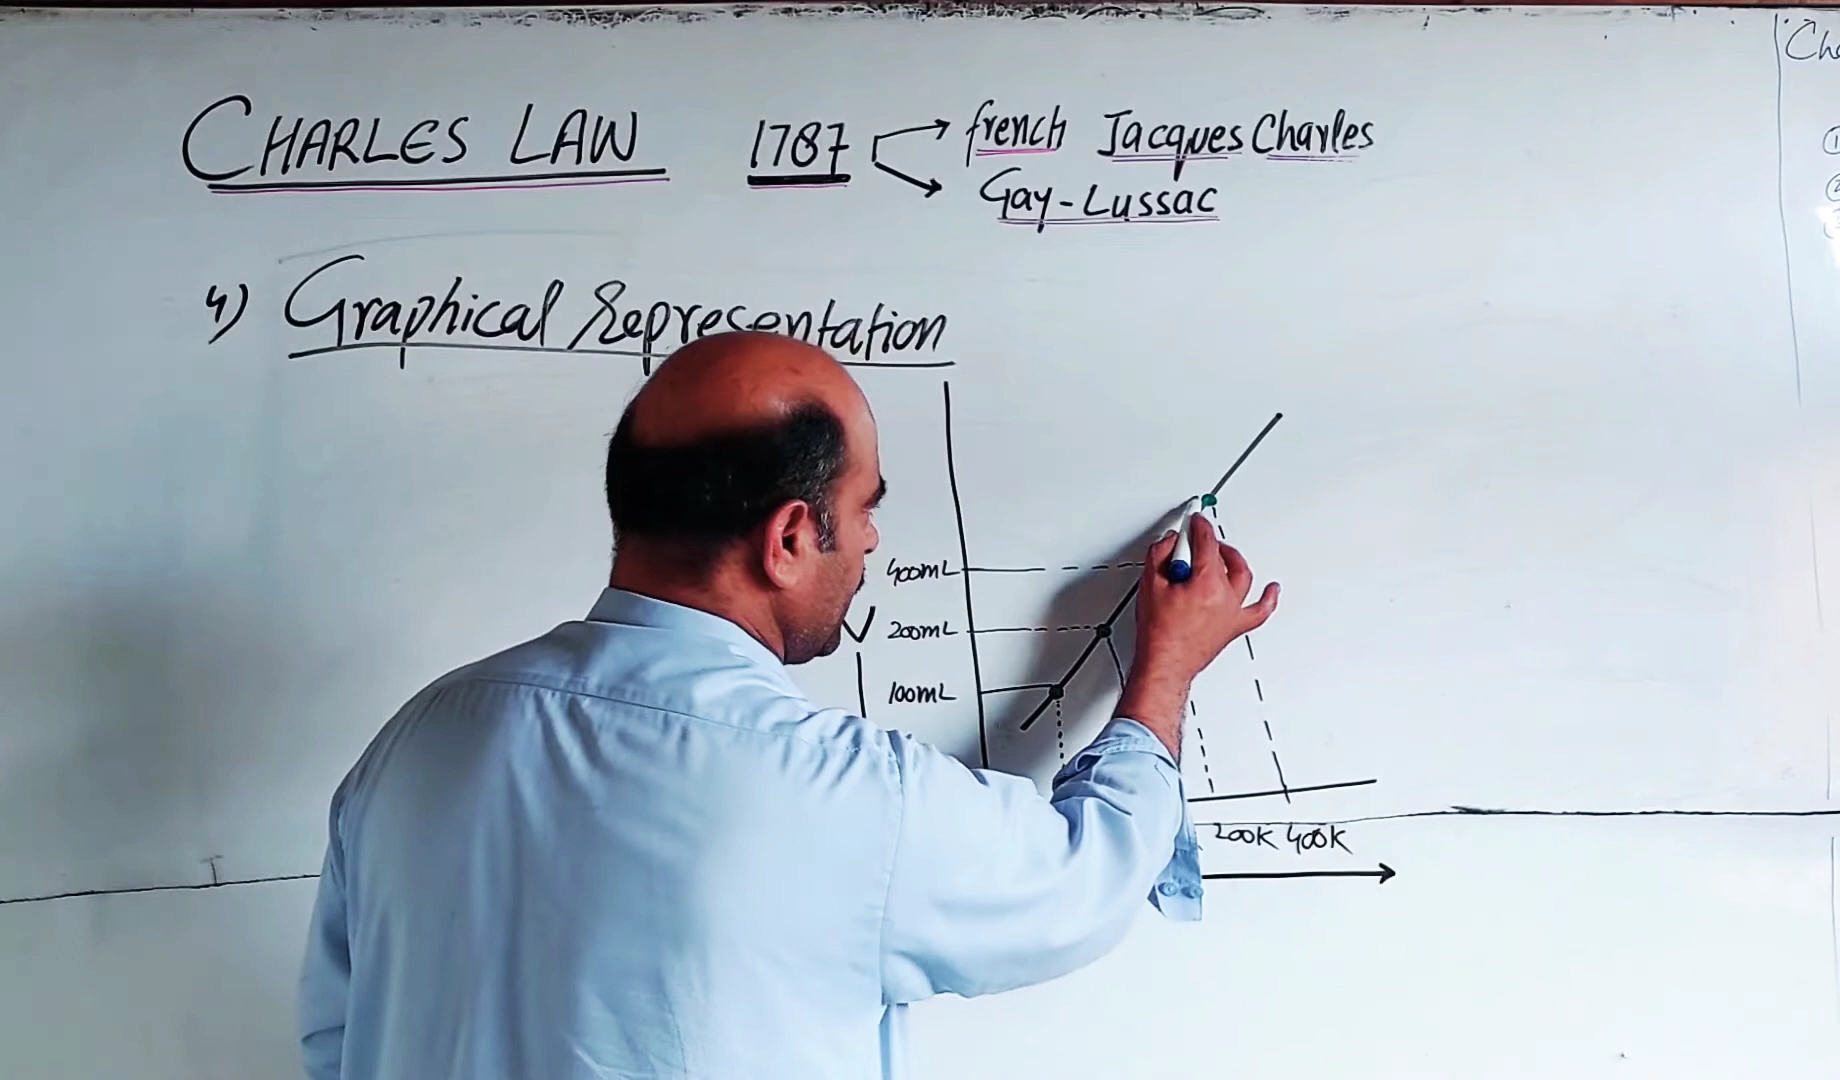 CHARLES LAW 1787 french Jacques Charles
Gay-Lussac
4) Graphical Representation
400mL
V 200mL
100mL
200K 400K